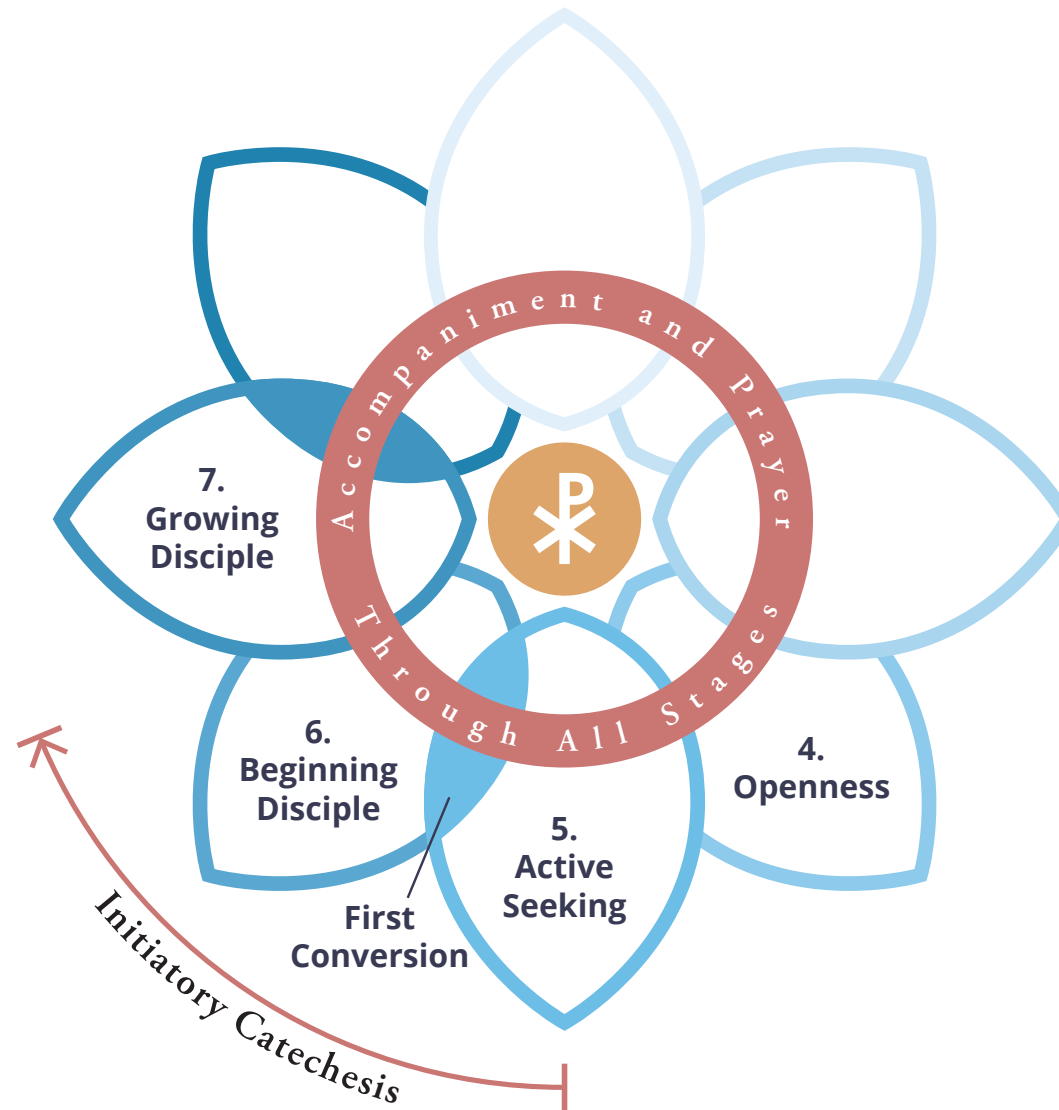 Accompaniment and Prayer
Through All Stages
7.
Growing
Disciple
6.
Beginning
Disciple
4.
Openness
5.
Active
Seeking
First
Conversion
Initiatory Catechesis